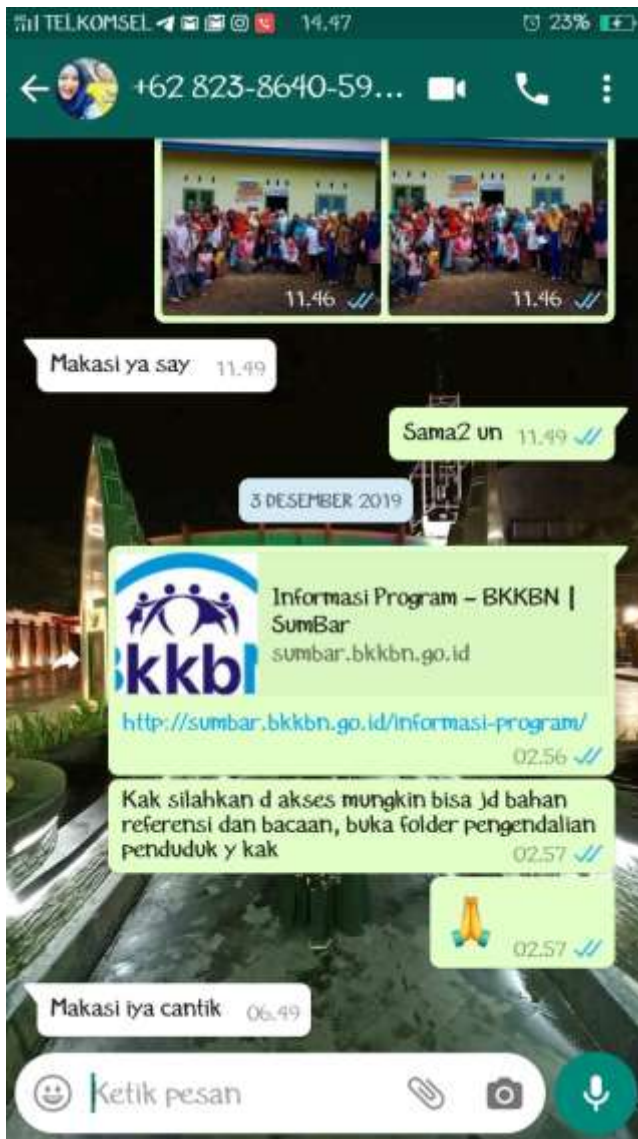 TELKOMSEL 14.47 23%
+62 823-8640-59...
11.46 11.46
Makasi ya say 11.49
Sama2 un 11.49
3 DESEMBER 2019
Informasi Program – BKKBN |
SumBar
sumbar.bkkbn.go.id
kkb
http://sumbar.bkkbn.go.id/informasi-program/
02.56
Kak silahkan d akses mungkin bisa jd bahan
referensi dan bacaan, buka folder pengendalian
penduduk y kak 02.57
02.57
Makasi iya cantik 06.49
Ketik pesan